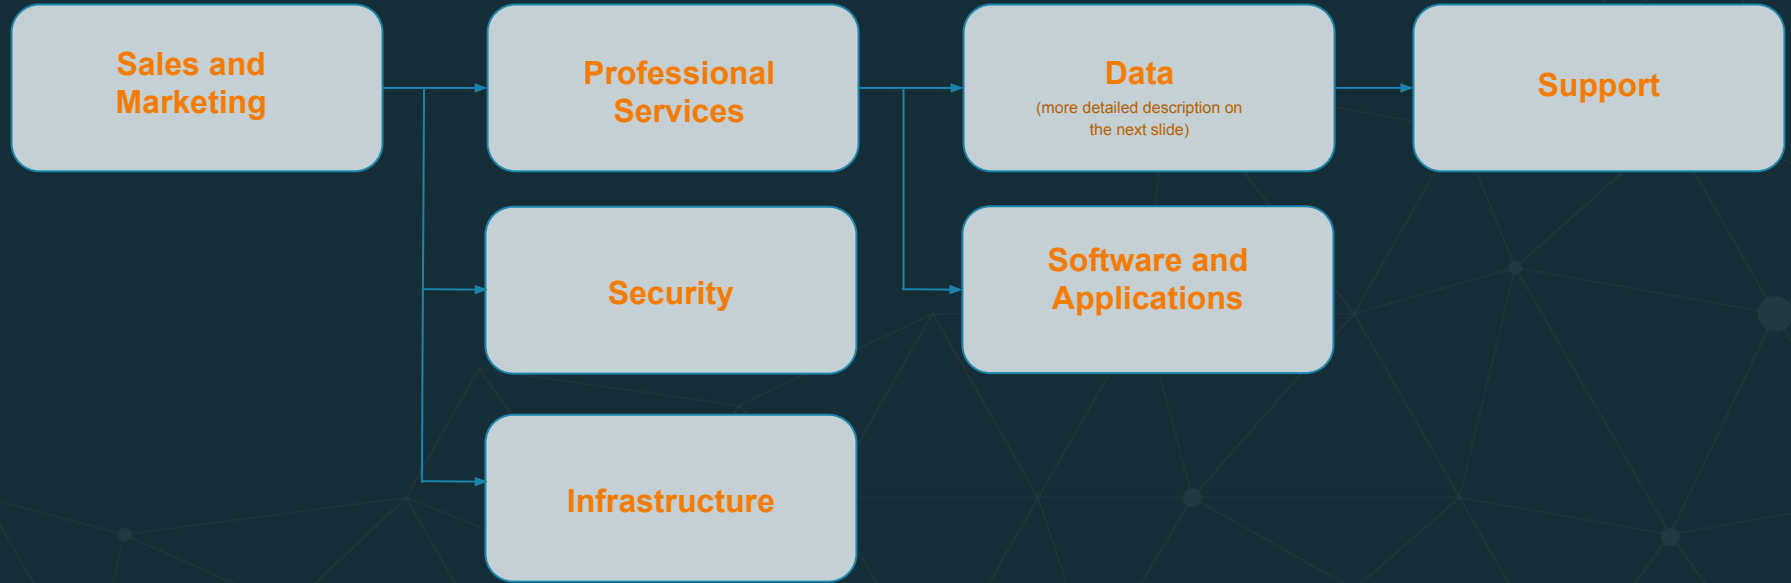 Sales and
Marketing
Professional
Services
Data
(more detailed description on
the next slide)
Support
Security
Software and
Applications
Infrastructure